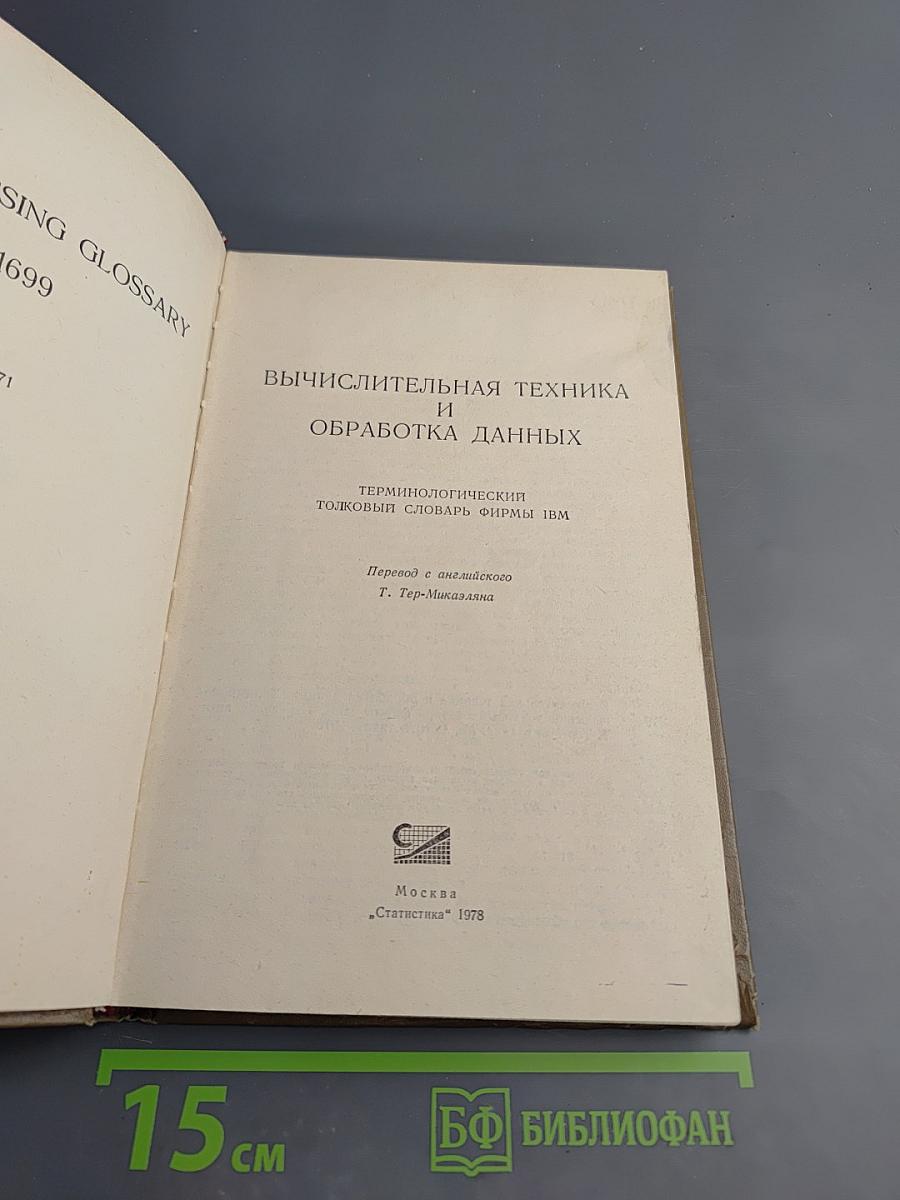 SING GLOSSARY
1699
71
ВЫЧИСЛИТЕЛЬНАЯ ТЕХНИКА
И
ОБРАБОТКА ДАННЫХ
ТЕРМИНОЛОГИЧЕСКИЙ
ТОЛКОВЫЙ СЛОВАРЬ ФИРМЫ IBM
Перевод с английского
Т. Тер-Микаэляна
Москва
„Статистика“ 1978
15 см
БФ БИБЛИОФАН